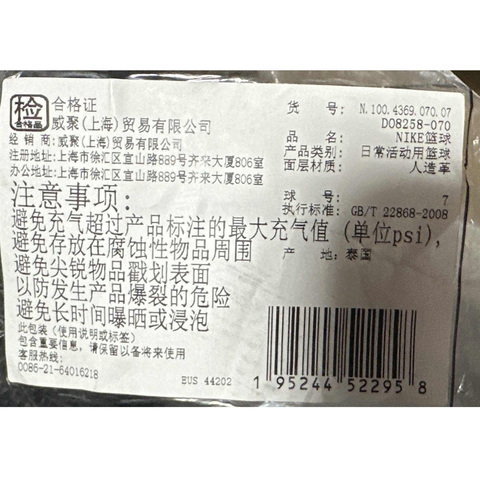 检
合格品
合格证
威聚(上海)贸易有限公司
经 销 商:威聚(上海)贸易有限公司
注册地址:上海市徐汇区宜山路889号齐来大厦806室
办公地址:上海市徐汇区宜山路889号齐来大厦806室
货 号: N.100.4369.070.07
DO8258-070
品 名: NIKE篮球
产品类别: 日常活动用篮球
面层材质: 人造革
注意事项:
球 号: 7
执行标准: GB/T 22868-2008
避免充气超过产品标注的最大充气值 (单位psi),
避免存放在腐蚀性物品周围
产 地: 泰国
避免尖锐物品戳划表面
以防发生产品爆裂的危险
避免长时间曝晒或浸泡
此包装(使用说明或标签)
包含重要信息, 请保留以备将来使用
客服热线:
0086-21-64016218
EUS 44202
1 95244 52295 8